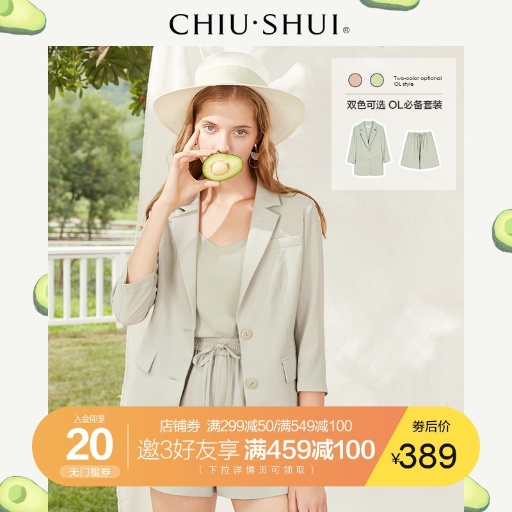 CHIU·SHUI®
Two-color optional
OL style
双色可选 OL必备套装
入会即享
20
无门槛券
店铺券 满299减50/满549减100
邀3好友享 满459减100
(下拉详情页可领取)
券后价
¥389